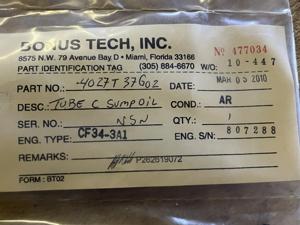 BONUS TECH, INC.
8575 N.W. 79 Avenue Bay, D • Miami, Florida 33166
Nº 477034
PART IDENTIFICATION TAG (305) 884-6670 W/O: 10-447
PART NO.: 4027T37G02 DATE: MAR 05 2010
DESC.: TUBE C SUMP OIL COND: AR
SER. NO.: NSN QTY.: 1
ENG. TYPE: CF34-3A1 ENG. S/N: 807288
REMARKS: P262619072
FORM: BT02